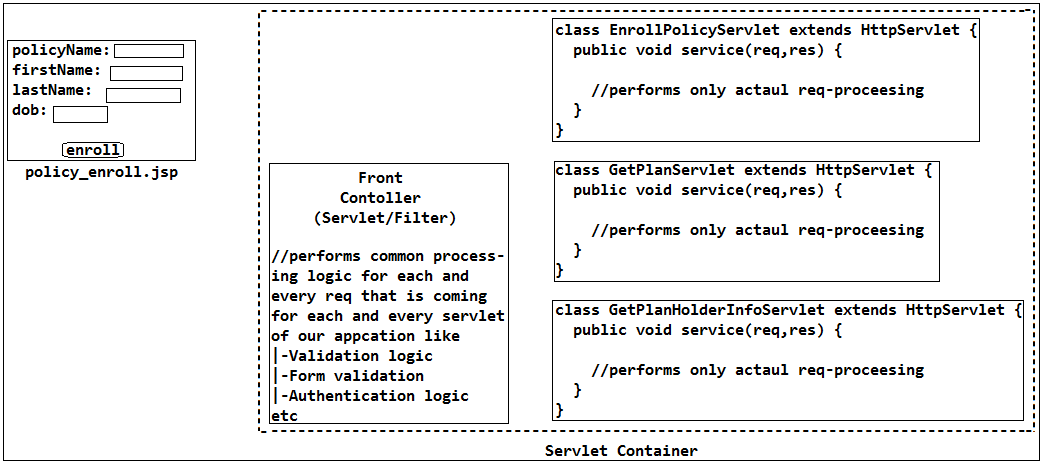 policyName:
firstName:
lastName:
dob:
enroll
policy_enroll.jsp
Front
Contoller
(Servlet/Filter)
//performs common process-
ing logic for each and
every req that is coming
for each and every servlet
of our appcation like
|-Validation logic
|-Form validation
|-Authentication logic
etc
class EnrollPolicyServlet extends HttpServlet {
public void service(req,res) {
//performs only actaul req-proceesing
}
}
class GetPlanServlet extends HttpServlet {
public void service(req,res) {
//performs only actaul req-proceesing
}
}
class GetPlanHolderInfoServlet extends HttpServlet {
public void service(req,res) {
//performs only actaul req-proceesing
}
}
Servlet Container